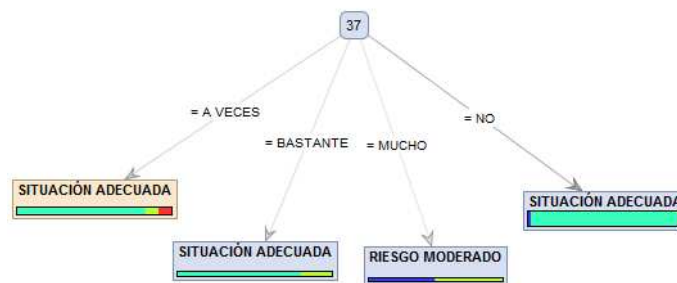 37
= A VECES
= BASTANTE
= MUCHO
= NO
SITUACIÓN ADECUADA
SITUACIÓN ADECUADA
RIESGO MODERADO
SITUACIÓN ADECUADA